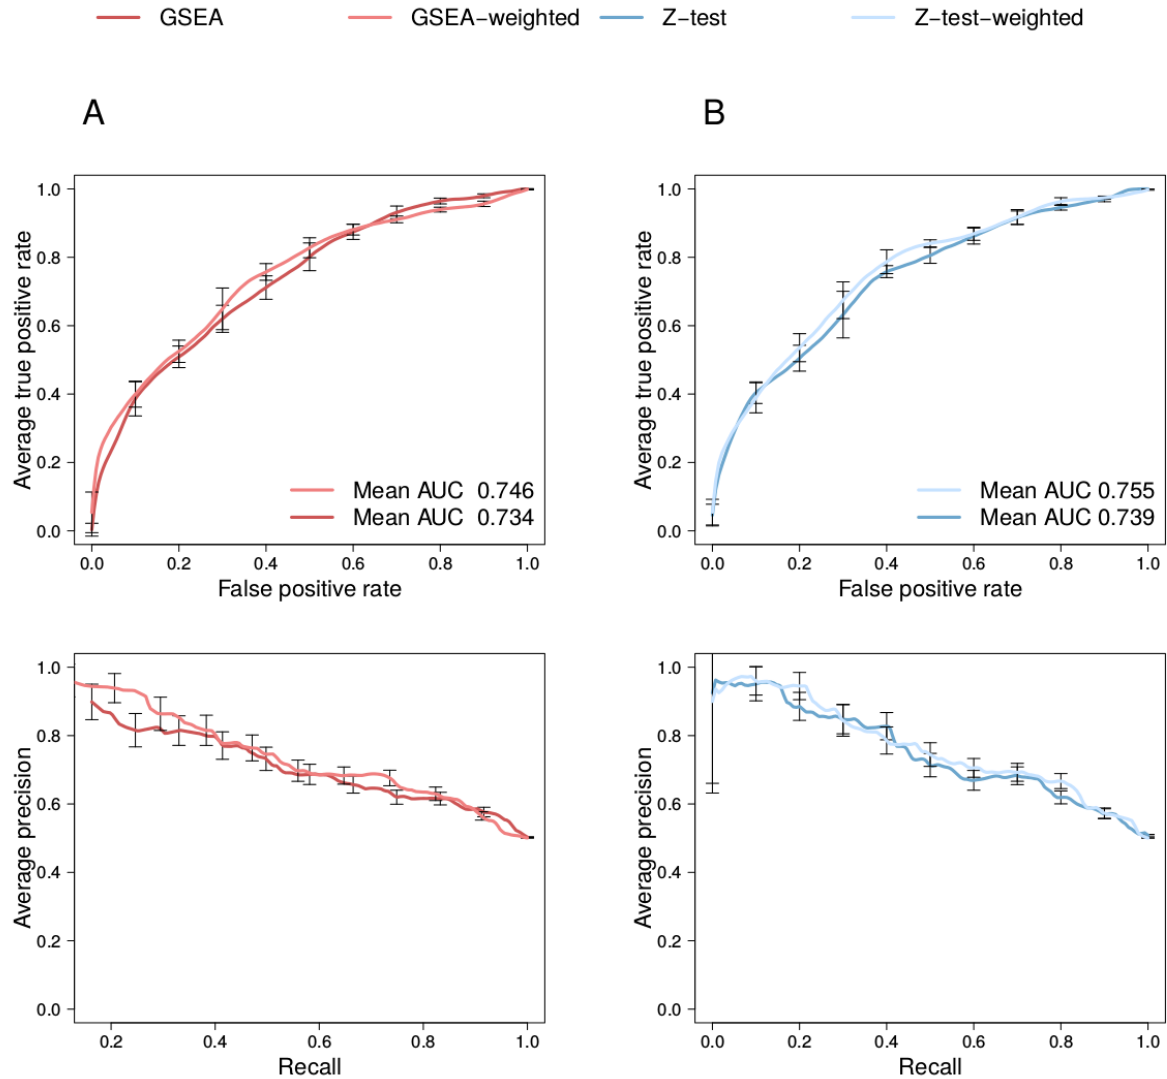 GSEA GSEA−weighted Z−test Z−test−weighted
A
B
1.0
0.8
0.6
0.4
0.2
0.0
Average true positive rate
Mean AUC 0.746
Mean AUC 0.734
0.0 0.2 0.4 0.6 0.8 1.0
False positive rate
1.0
0.8
0.6
0.4
0.2
0.0
Average true positive rate
Mean AUC 0.755
Mean AUC 0.739
0.0 0.2 0.4 0.6 0.8 1.0
False positive rate
1.0
0.8
0.6
0.4
0.2
0.0
Average precision
0.2 0.4 0.6 0.8 1.0
Recall
1.0
0.8
0.6
0.4
0.2
0.0
Average precision
0.0 0.2 0.4 0.6 0.8 1.0
Recall